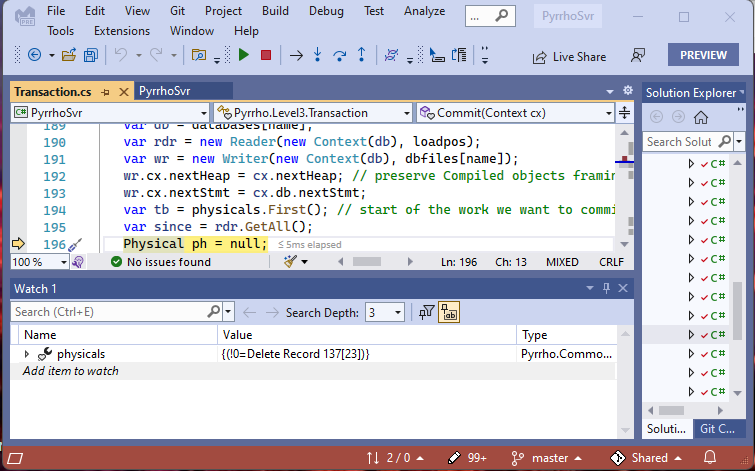 File Edit View Git Project Build Debug Test Analyze
Tools Extensions Window Help
... PyrrhoSvr
PRE
Live Share PREVIEW
Transaction.cs PyrrhoSvr
C# PyrrhoSvr Pyrrho.Level3.Transaction Commit(Context cx)
189 var db = databases[name];
190 var rdr = new Reader(new Context(db), loadpos);
191 var wr = new Writer(new Context(db), dbfiles[name]);
192 wr.cx.nextHeap = cx.nextHeap; // preserve Compiled objects framin
193 wr.cx.nextStmt = cx.db.nextStmt;
194 var tb = physicals.First(); // start of the work we want to commi
195 var since = rdr.GetAll();
196 Physical ph = null; ≤ 5ms elapsed
100 % No issues found Ln: 196 Ch: 13 MIXED CRLF
Solution Explorer
Search Solut
C#
C#
C#
C#
C#
C#
C#
C#
C#
C#
C#
C#
C#
Soluti... Git C...
Watch 1
Search (Ctrl+E) Search Depth: 3
Name Value Type
physicals {(!0=Delete Record 137[23])} Pyrrho.Commo...
Add item to watch
2 / 0 99+ master Shared